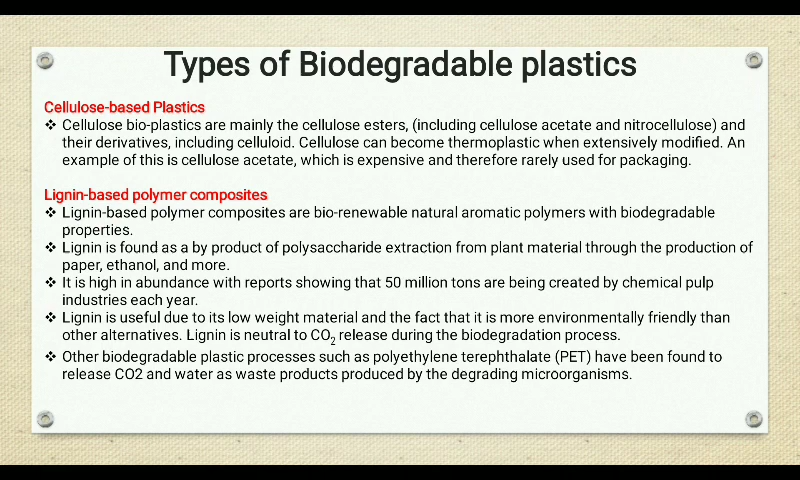 Types of Biodegradable plastics
Cellulose-based Plastics
❖ Cellulose bio-plastics are mainly the cellulose esters, (including cellulose acetate and nitrocellulose) and
their derivatives, including celluloid. Cellulose can become thermoplastic when extensively modified. An
example of this is cellulose acetate, which is expensive and therefore rarely used for packaging.
Lignin-based polymer composites
❖ Lignin-based polymer composites are bio-renewable natural aromatic polymers with biodegradable
properties.
❖ Lignin is found as a by product of polysaccharide extraction from plant material through the production of
paper, ethanol, and more.
❖ It is high in abundance with reports showing that 50 million tons are being created by chemical pulp
industries each year.
❖ Lignin is useful due to its low weight material and the fact that it is more environmentally friendly than
other alternatives. Lignin is neutral to CO₂ release during the biodegradation process.
❖ Other biodegradable plastic processes such as polyethylene terephthalate (PET) have been found to
release CO2 and water as waste products produced by the degrading microorganisms.